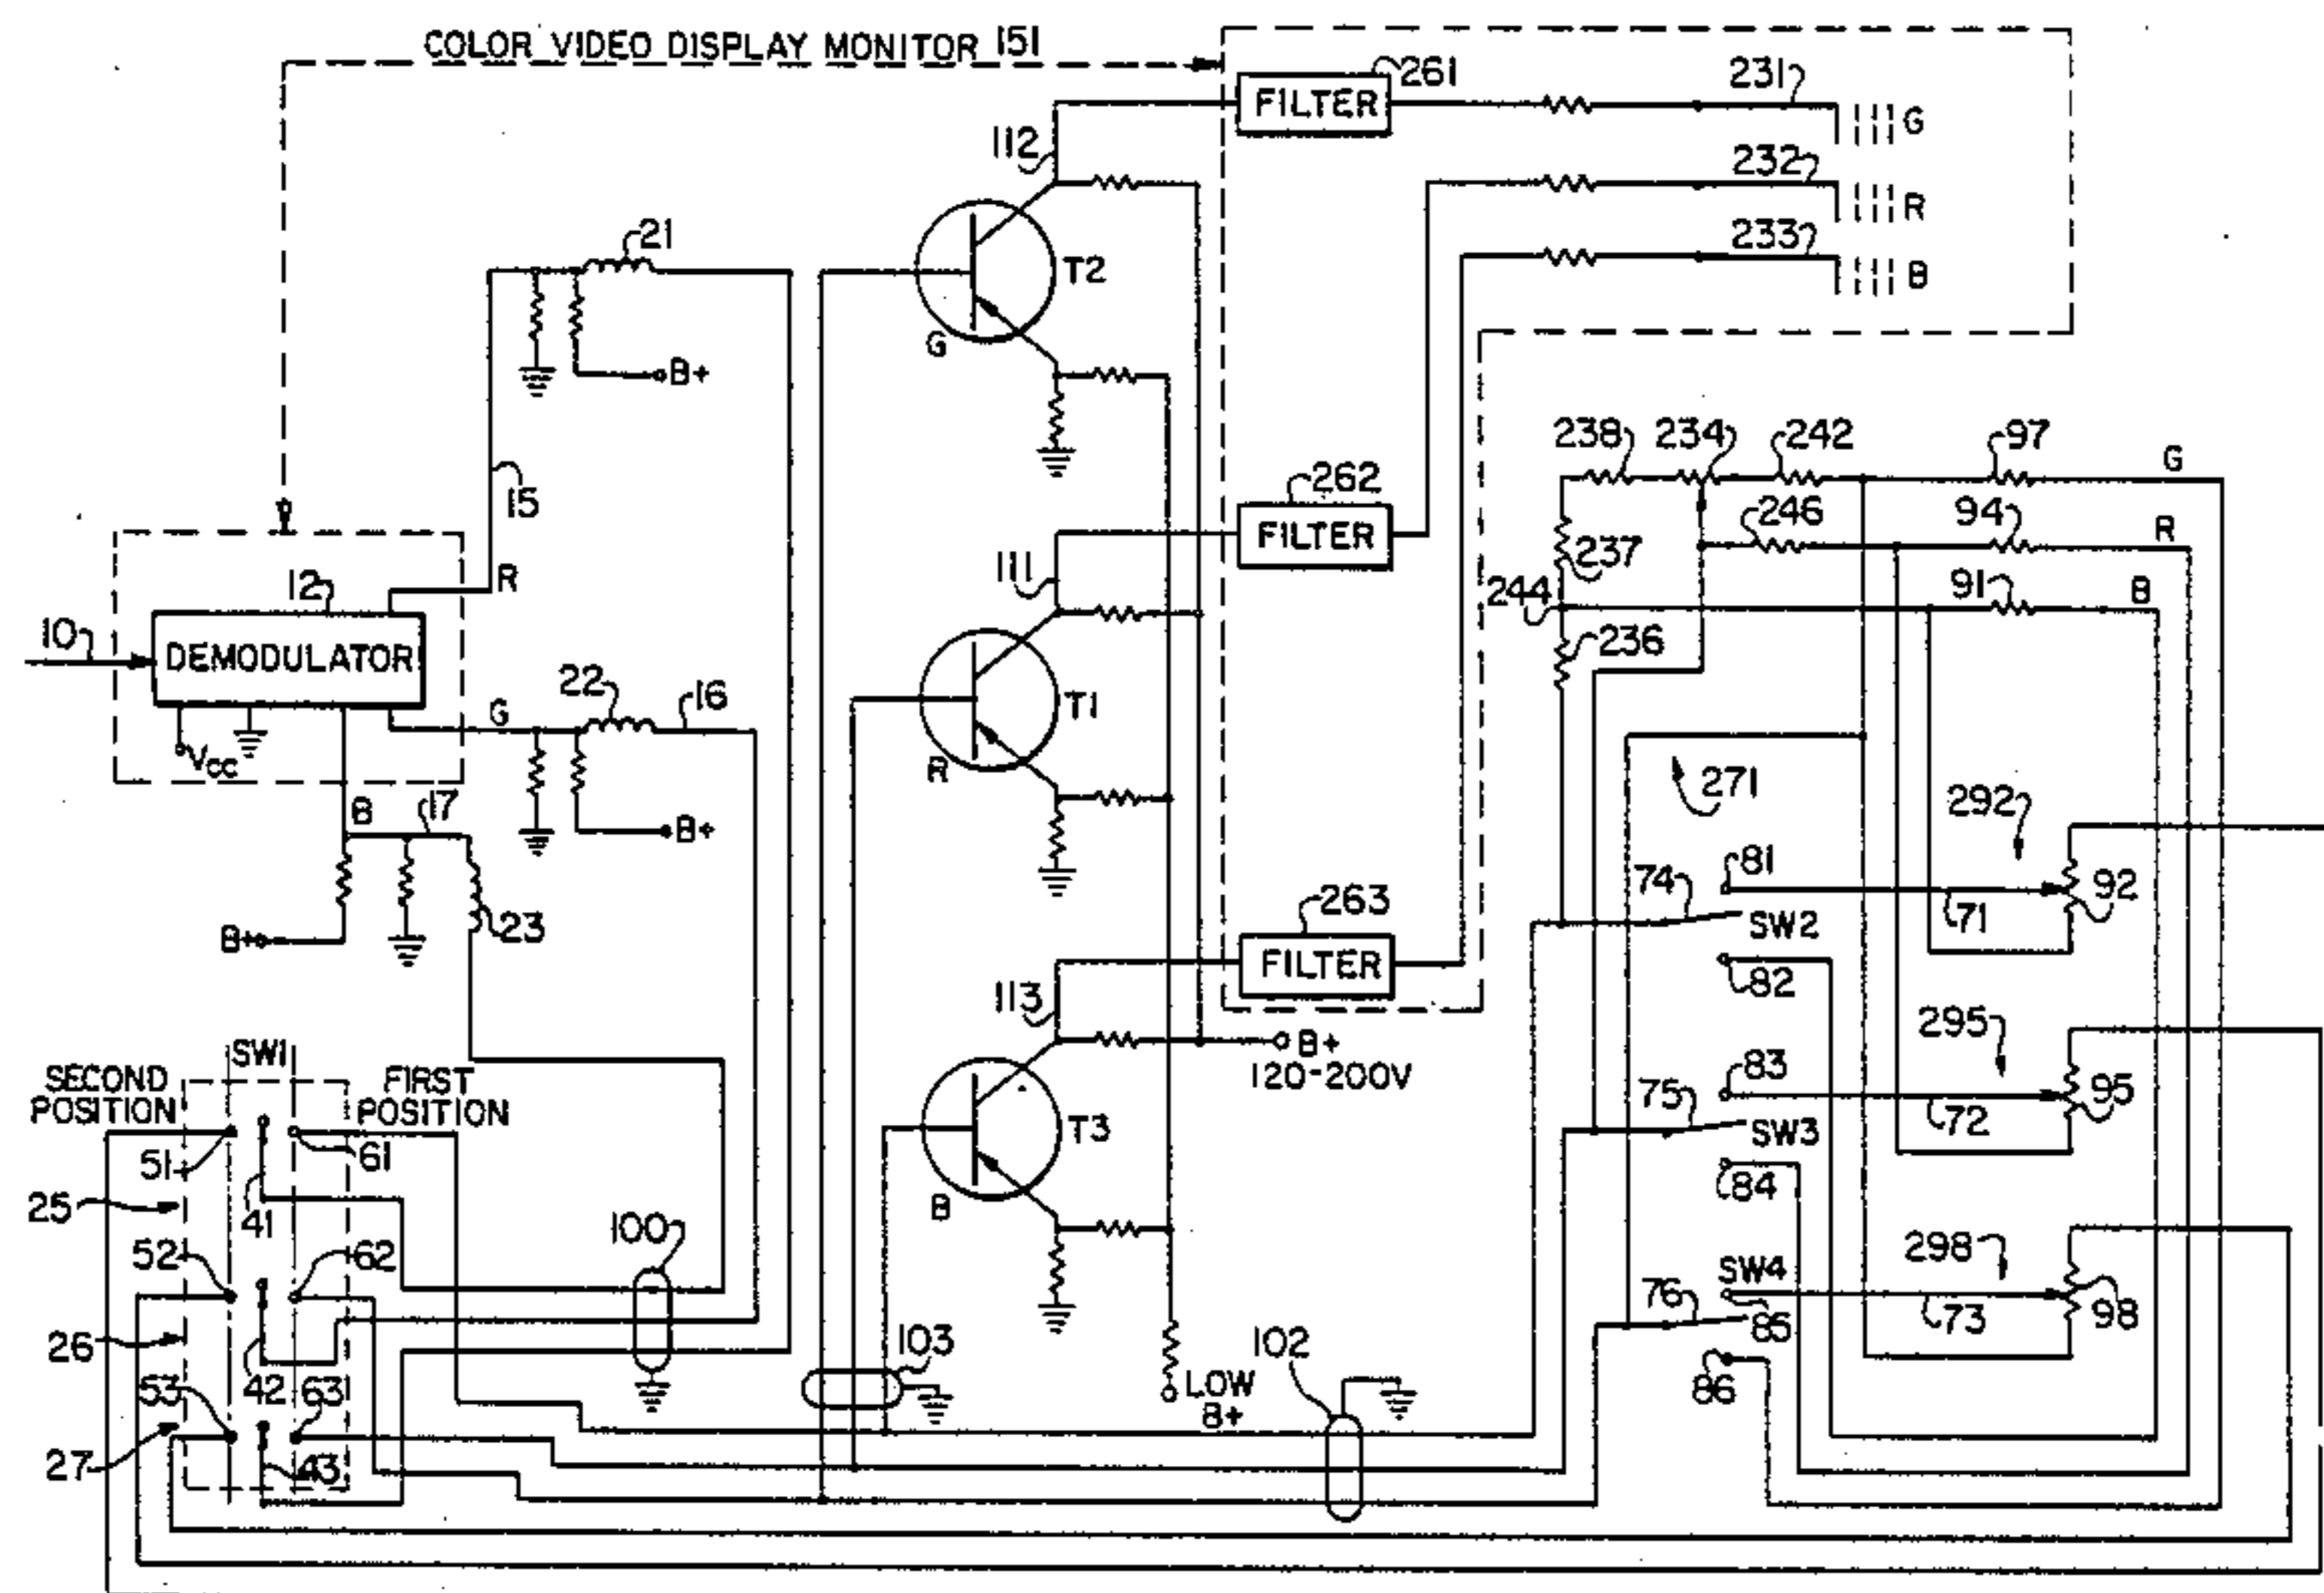 COLOR VIDEO DISPLAY MONITOR 151
FILTER
261
231
G
112
232
R
233
B
21
T2
G
B+
15
238
234
242
97
G
262
FILTER
246
94
R
237
111
244
91
B
236
R
12
10
DEMODULATOR
22
16
G
T1
R
VCC
B
17
B+
271
292
23
B+
263
FILTER
74
81
92
71
SW2
82
113
B+
120-200V
295
SW1
SECOND POSITION
FIRST POSITION
83
75
95
72
SW3
T3
B
51
61
84
25
41
100
52
62
298
SW4
76
85
73
98
26
42
103
102
53
63
LOW
B+
86
27
43